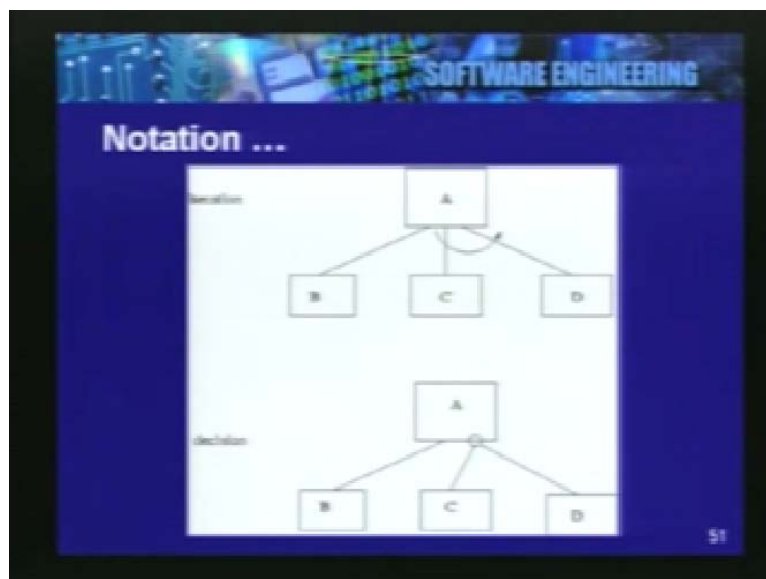 SOFTWARE ENGINEERING
Notation ...
iteration
A
B
C
D
A
decision
B
C
D
51